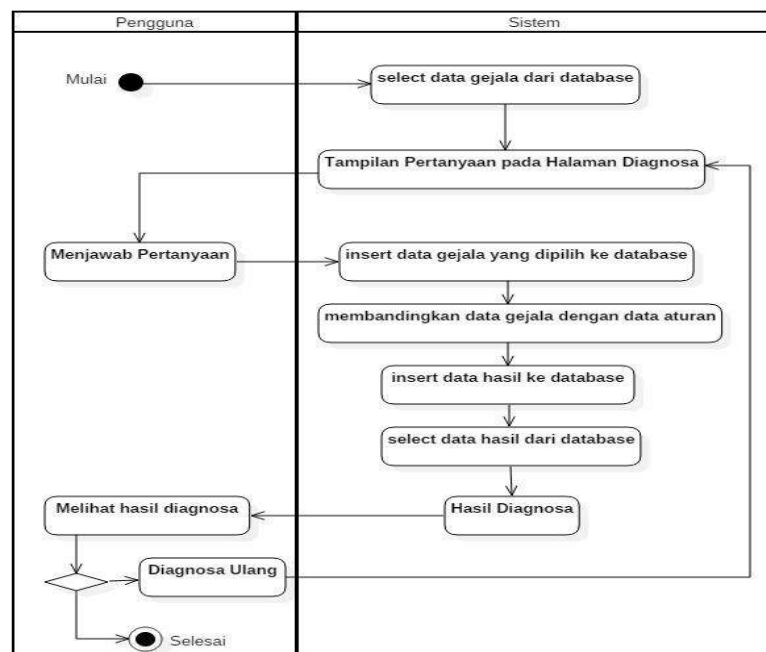 Pengguna
Sistem
Mulai
select data gejala dari database
Tampilan Pertanyaan pada Halaman Diagnosa
Menjawab Pertanyaan
insert data gejala yang dipilih ke database
membandingkan data gejala dengan data aturan
insert data hasil ke database
select data hasil dari database
Melihat hasil diagnosa
Hasil Diagnosa
Diagnosa Ulang
Selesai